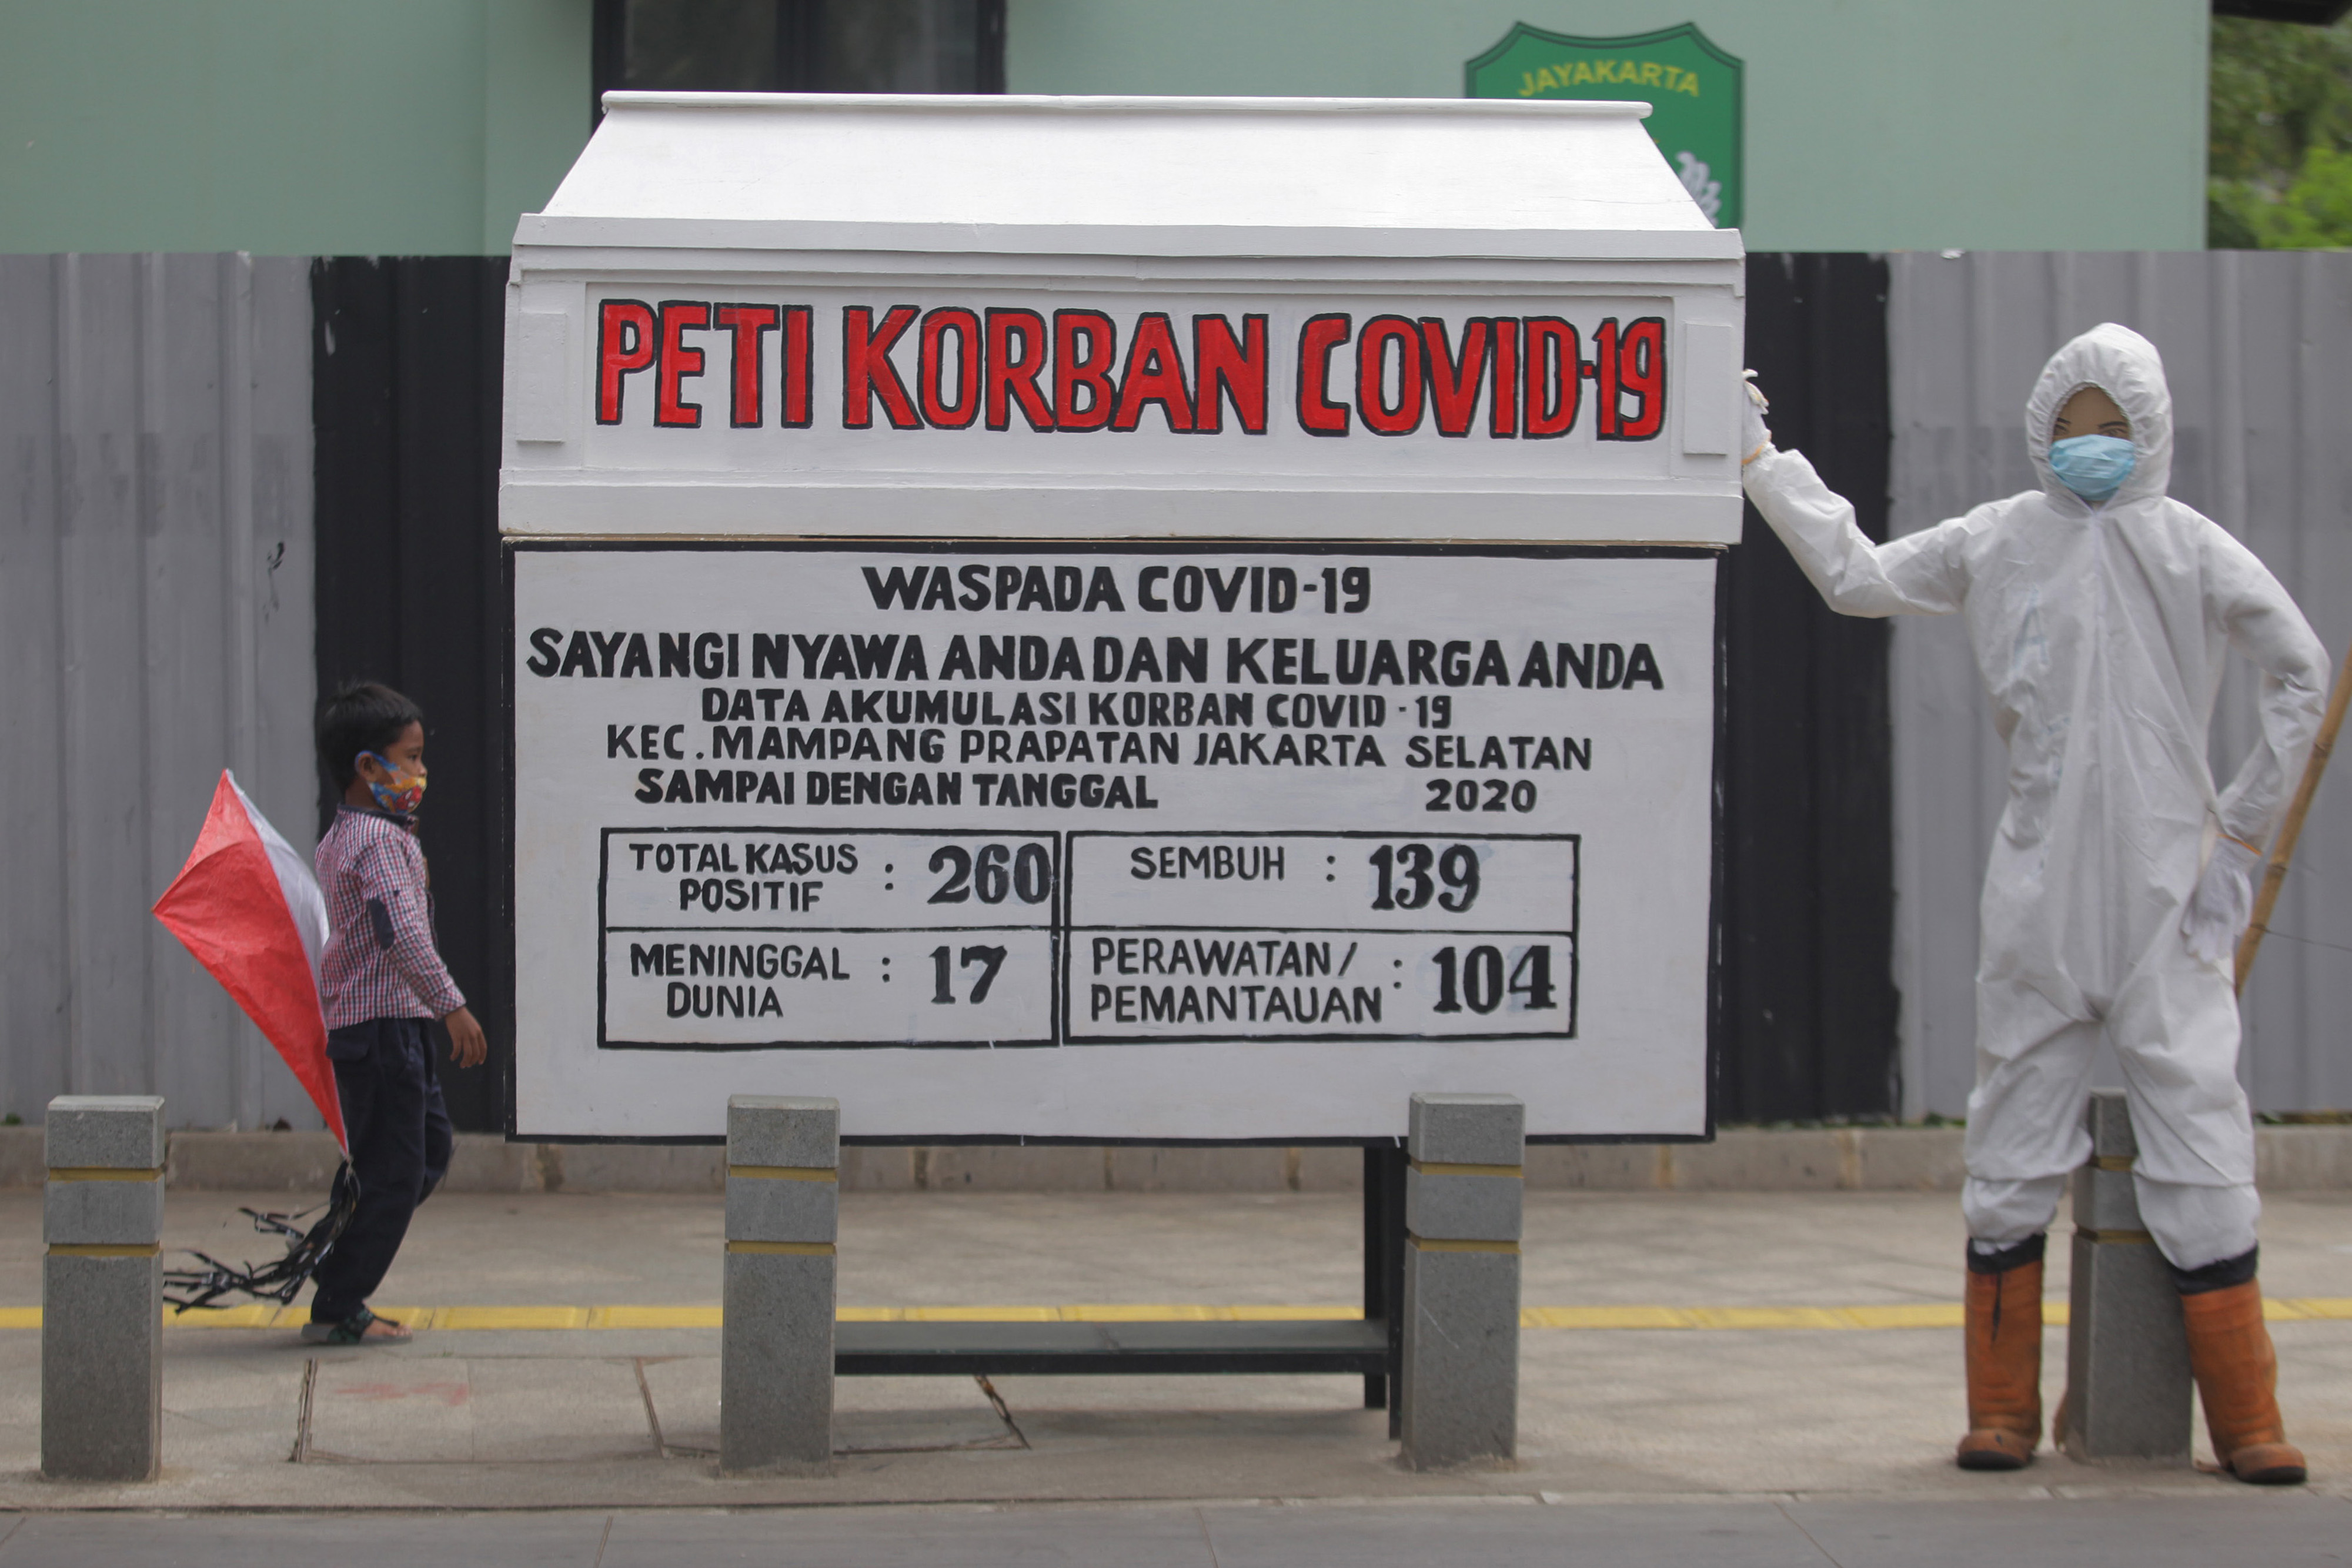 JAYAKARTA
PETI KORBAN COVID-19
WASPADA COVID-19
SAYANGI NYAWA ANDA DAN KELUARGA ANDA
DATA AKUMULASI KORBAN COVID-19
KEC. MAMPANG PRAPATAN JAKARTA SELATAN
SAMPAI DENGAN TANGGAL 2020
TOTAL KASUS
POSITIF : 260
SEMBUH : 139
MENINGGAL
DUNIA : 17
PERAWATAN/
PEMANTAUAN : 104